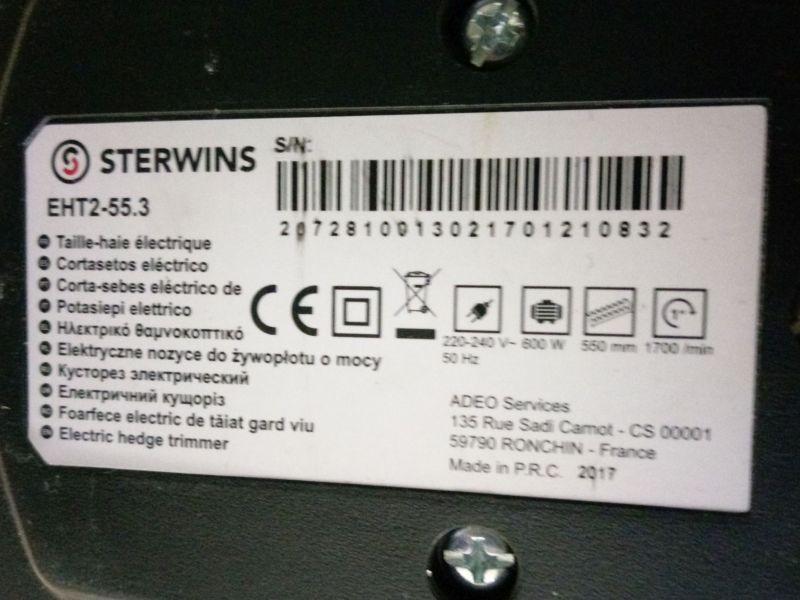 STERWINS
S/N:
EHT2-55.3
2072810013021701210832
Taille-haie électrique
Cortasetos eléctrico
Corta-sebes eléctrico de
Potasiepi elettrico
Ηλεκτρικό θαμνοκοπτικό
Elektryczne nozyce do żywopłotu o mocy
Кусторез электрический
Електричний кущоріз
Foarfece electric de tăiat gard viu
Electric hedge trimmer
CE
220-240 V~ 600 W 550 mm 1700 /min
50 Hz
ADEO Services
135 Rue Sadi Carnot - CS 00001
59790 RONCHIN - France
Made in P.R.C. 2017